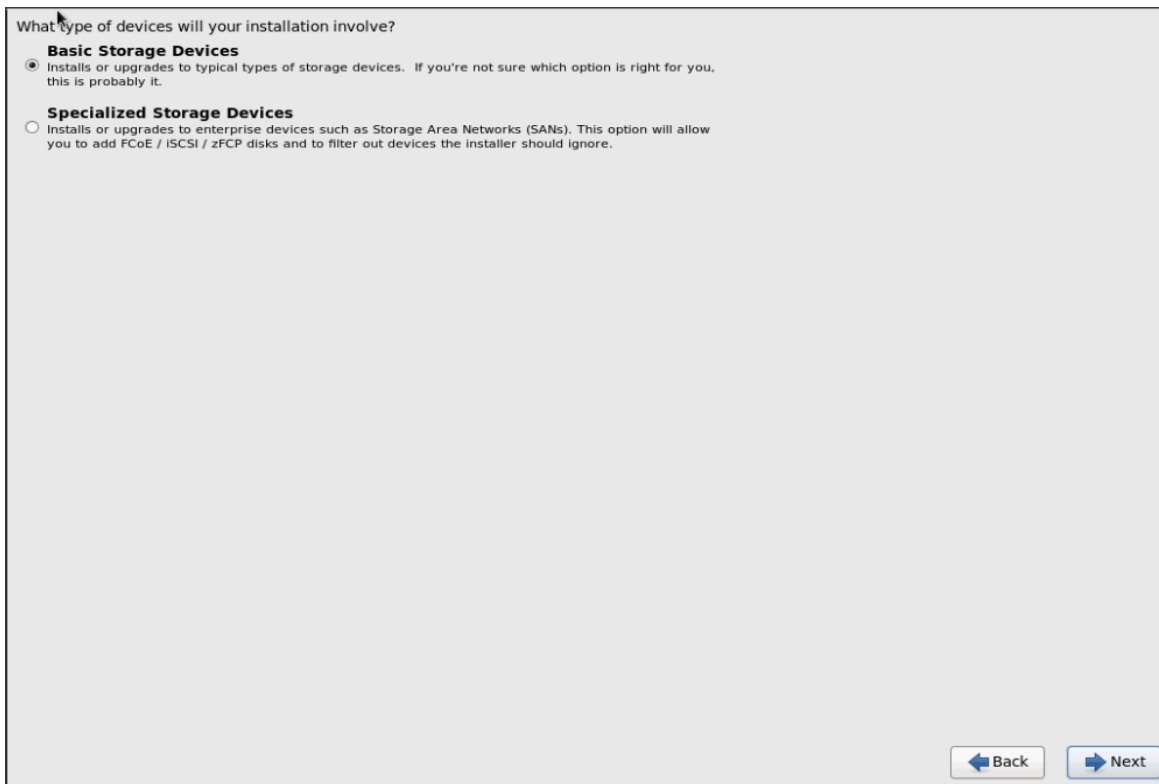 What type of devices will your installation involve?
Basic Storage Devices
Installs or upgrades to typical types of storage devices.  If you're not sure which option is right for you,
this is probably it.
Specialized Storage Devices
Installs or upgrades to enterprise devices such as Storage Area Networks (SANs). This option will allow
you to add FCoE / iSCSI / zFCP disks and to filter out devices the installer should ignore.
Back
Next